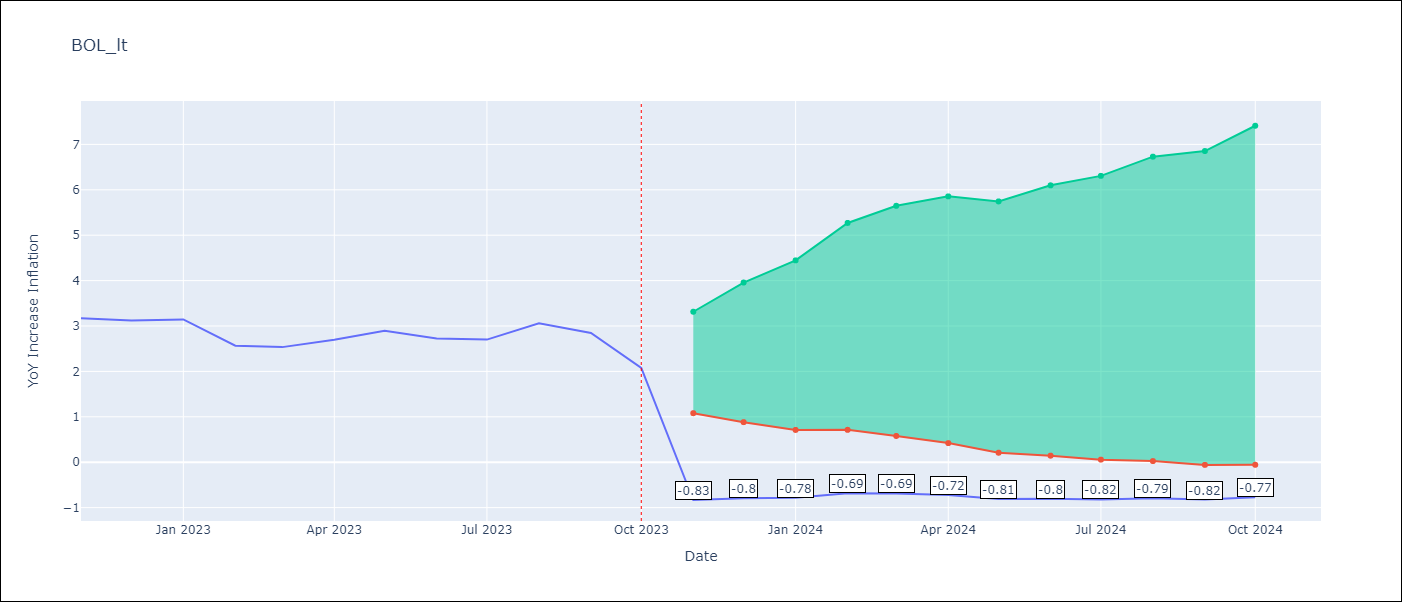 BOL_lt
YoY Increase Inflation
7
6
5
4
3
2
1
0
−1
-0.83
-0.8
-0.78
-0.69
-0.69
-0.72
-0.81
-0.8
-0.82
-0.79
-0.82
-0.77
Jan 2023
Apr 2023
Jul 2023
Oct 2023
Jan 2024
Apr 2024
Jul 2024
Oct 2024
Date